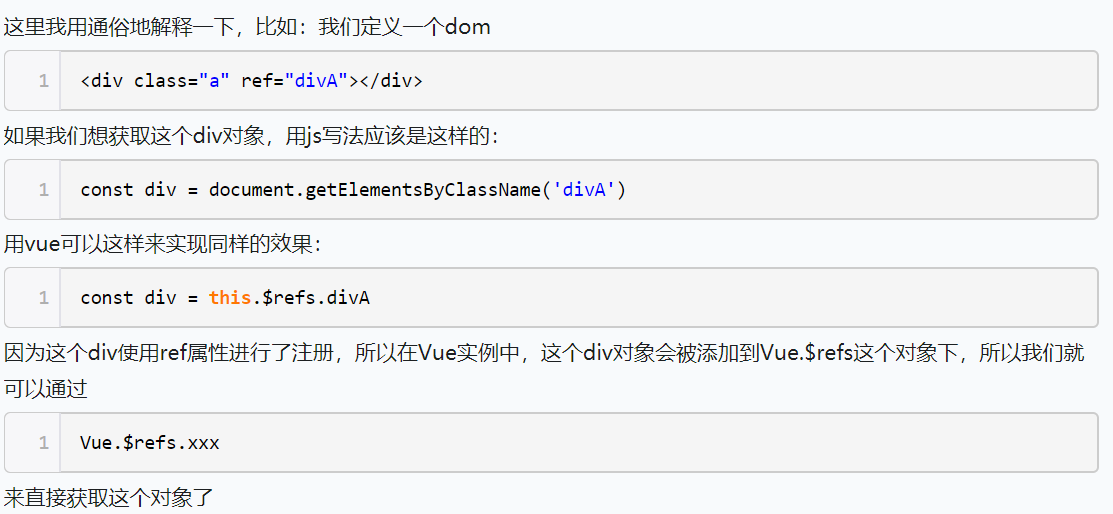 这里我用通俗地解释一下，比如：我们定义一个dom
1 <div class="a" ref="divA"></div>
如果我们想获取这个div对象，用js写法应该是这样的：
1 const div = document.getElementsByClassName('divA')
用vue可以这样来实现同样的效果：
1 const div = this.$refs.divA
因为这个div使用ref属性进行了注册，所以在Vue实例中，这个div对象会被添加到Vue.$refs这个对象下，所以我们就
可以通过
1 Vue.$refs.xxx
来直接获取这个对象了